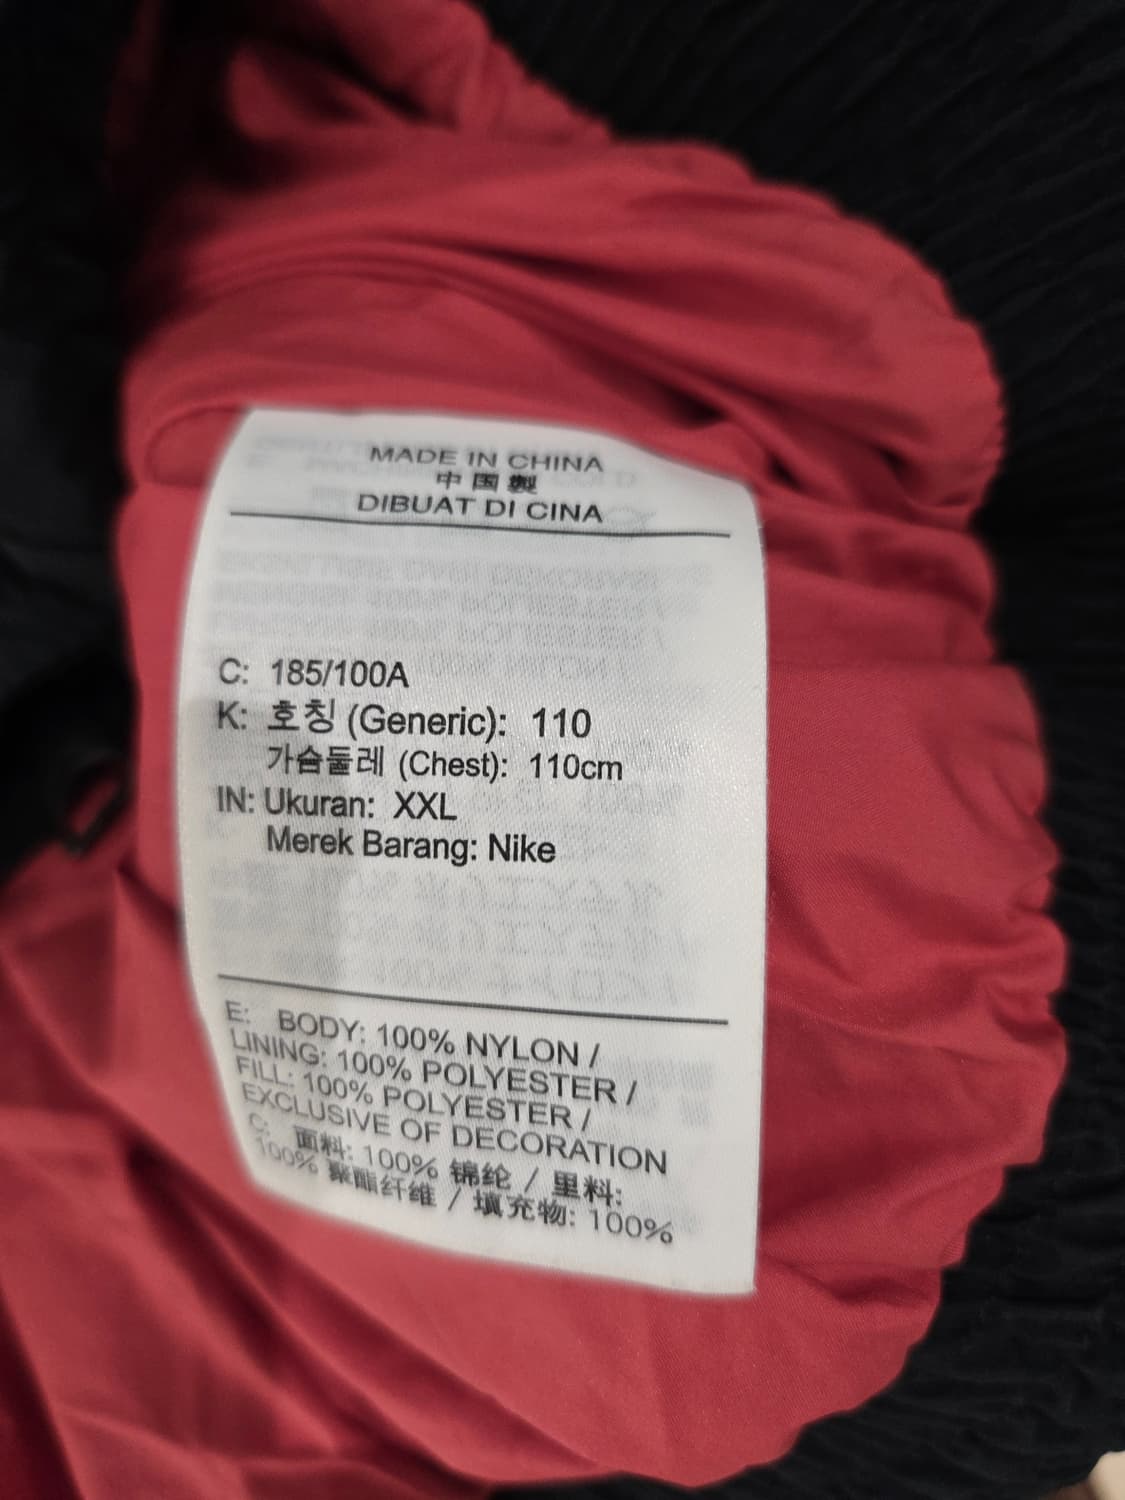 MADE IN CHINA
中国製
DIBUAT DI CINA
C: 185/100A
K: 호칭 (Generic): 110
가슴둘레 (Chest): 110cm
IN: Ukuran: XXL
Merek Barang: Nike
E: BODY: 100% NYLON /
LINING: 100% POLYESTER /
FILL: 100% POLYESTER /
EXCLUSIVE OF DECORATION
C: 面料: 100% 锦纶 / 里料:
100% 聚酯纤维 / 填充物: 100%